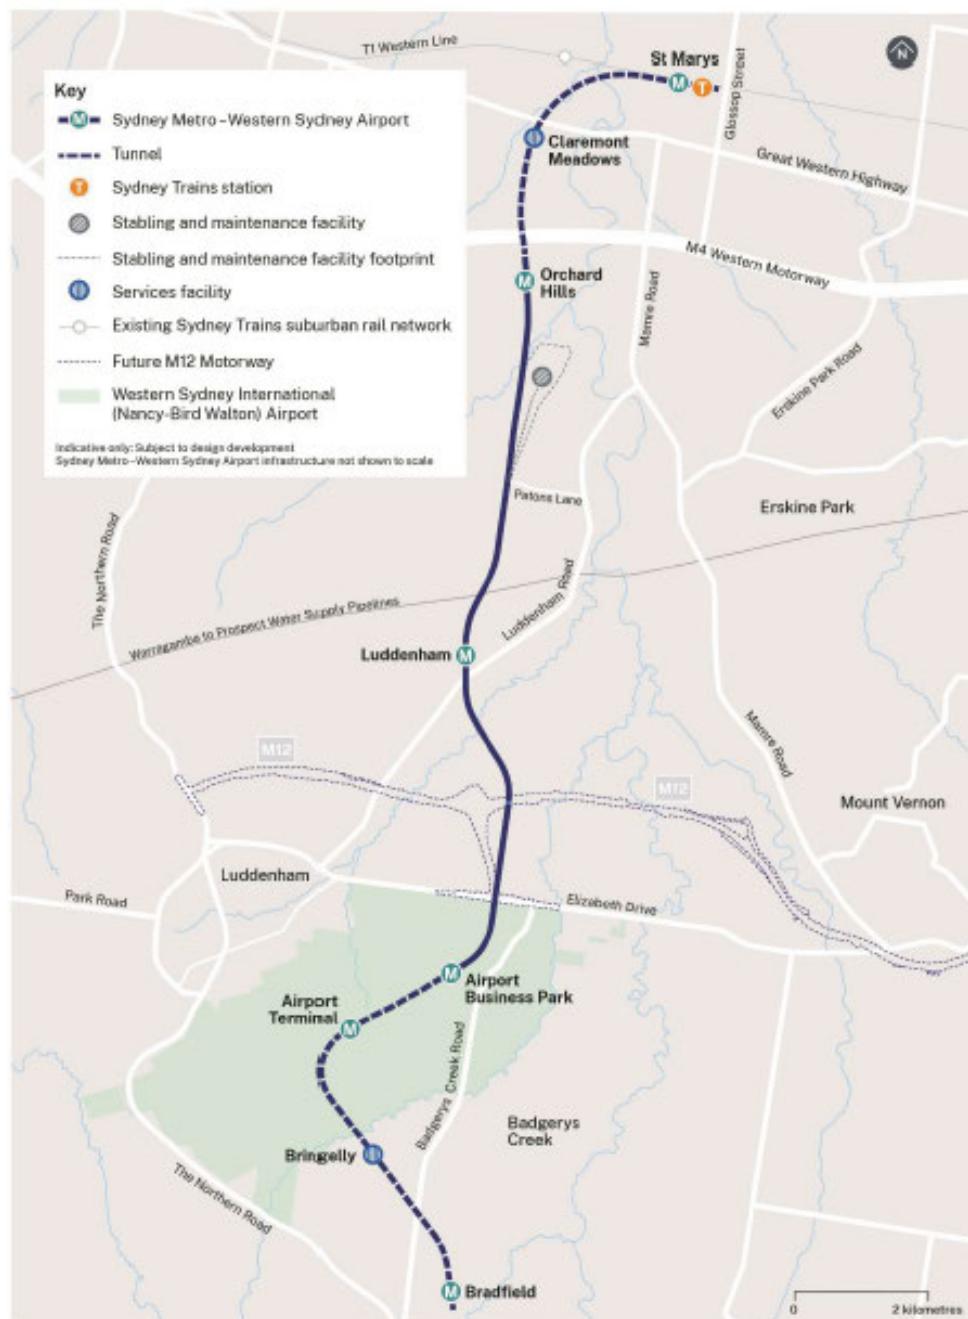 T1 Western Line
St Marys
M
T
N
Glossop Street
Key
M Sydney Metro – Western Sydney Airport
Tunnel
T Sydney Trains station
Stabling and maintenance facility
Stabling and maintenance facility footprint
Services facility
Existing Sydney Trains suburban rail network
Future M12 Motorway
Western Sydney International
(Nancy-Bird Walton) Airport
Indicative only: Subject to design development
Sydney Metro – Western Sydney Airport infrastructure not shown to scale
Claremont
Meadows
Great Western Highway
M4 Western Motorway
M
Orchard
Hills
Mamre Road
Erskine Park Road
Patons Lane
Erskine Park
The Northern Road
Warragamba to Prospect Water Supply Pipelines
Luddenham Road
Luddenham M
Mamre Road
M12
M12
Mount Vernon
Luddenham
Park Road
Elizabeth Drive
M
Airport
Business Park
Airport
Terminal
M
Badgerys Creek Road
Badgerys
Creek
Bringelly
The Northern Road
M Bradfield
0 2 kilometres